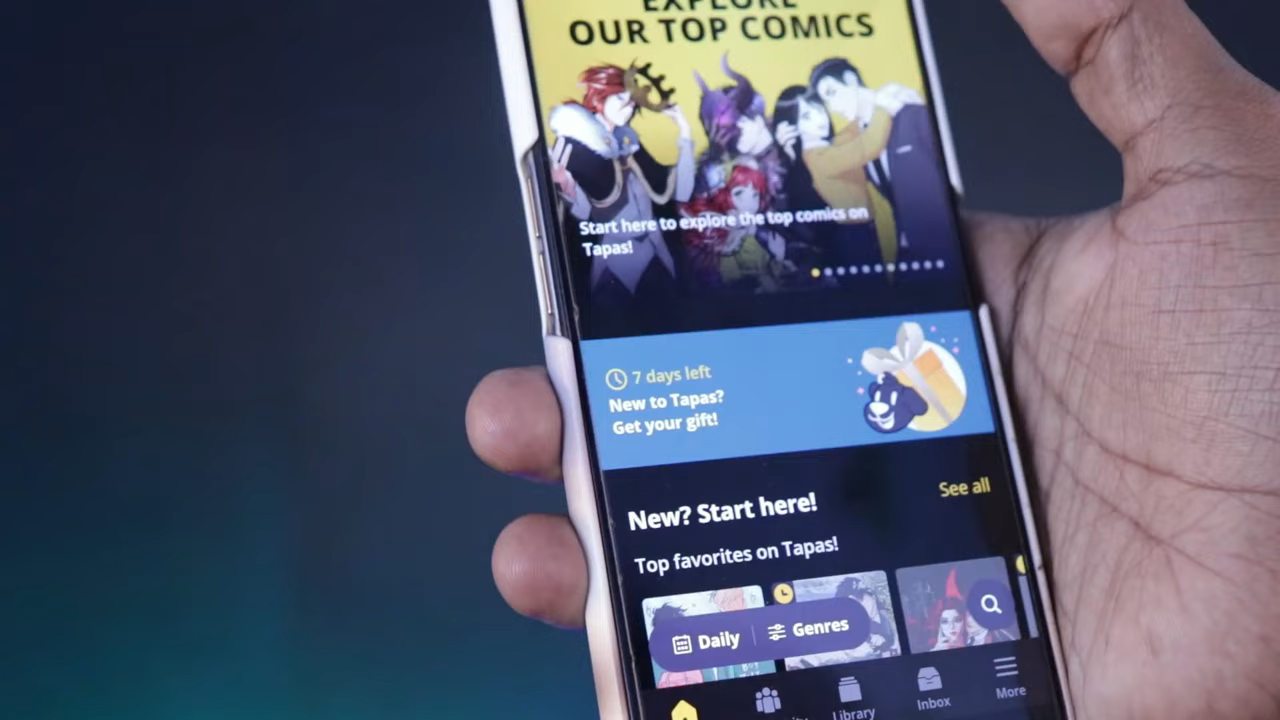 EXPLORE
OUR TOP COMICS
Start here to explore the top comics on
Tapas!
7 days left
New to Tapas?
Get your gift!
New? Start here!
See all
Top favorites on Tapas!
Daily
Genres
Library
Inbox
More